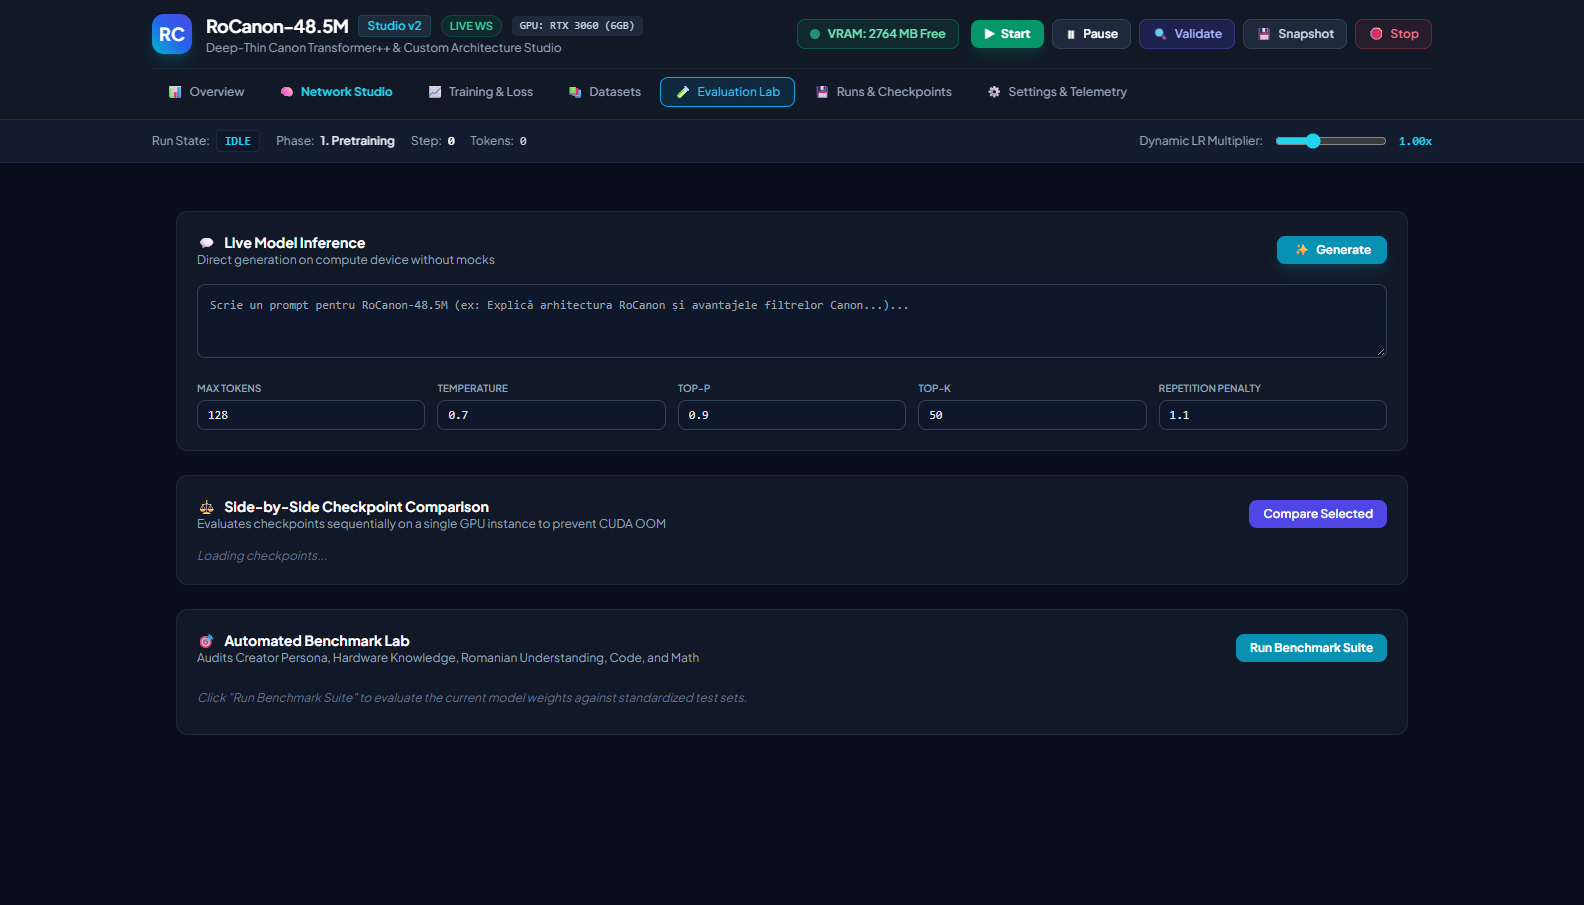 RC
RoCanon-48.5M Studio v2 LIVE WS GPU: RTX 3060 (6GB)
Deep-Thin Canon Transformer++ & Custom Architecture Studio
VRAM: 2764 MB Free Start Pause Validate Snapshot Stop
Overview Network Studio Training & Loss Datasets Evaluation Lab Runs & Checkpoints Settings & Telemetry
Run State: IDLE Phase: 1. Pretraining Step: 0 Tokens: 0 Dynamic LR Multiplier: 1.00x
Live Model Inference
Direct generation on compute device without mocks
Generate
Scrie un prompt pentru RoCanon-48.5M (ex: Explică arhitectura RoCanon și avantajele filtrelor Canon...)...
MAX TOKENS TEMPERATURE TOP-P TOP-K REPETITION PENALTY
128 0.7 0.9 50 1.1
Side-by-Side Checkpoint Comparison
Evaluates checkpoints sequentially on a single GPU instance to prevent CUDA OOM
Compare Selected
Loading checkpoints...
Automated Benchmark Lab
Audits Creator Persona, Hardware Knowledge, Romanian Understanding, Code, and Math
Run Benchmark Suite
Click "Run Benchmark Suite" to evaluate the current model weights against standardized test sets.